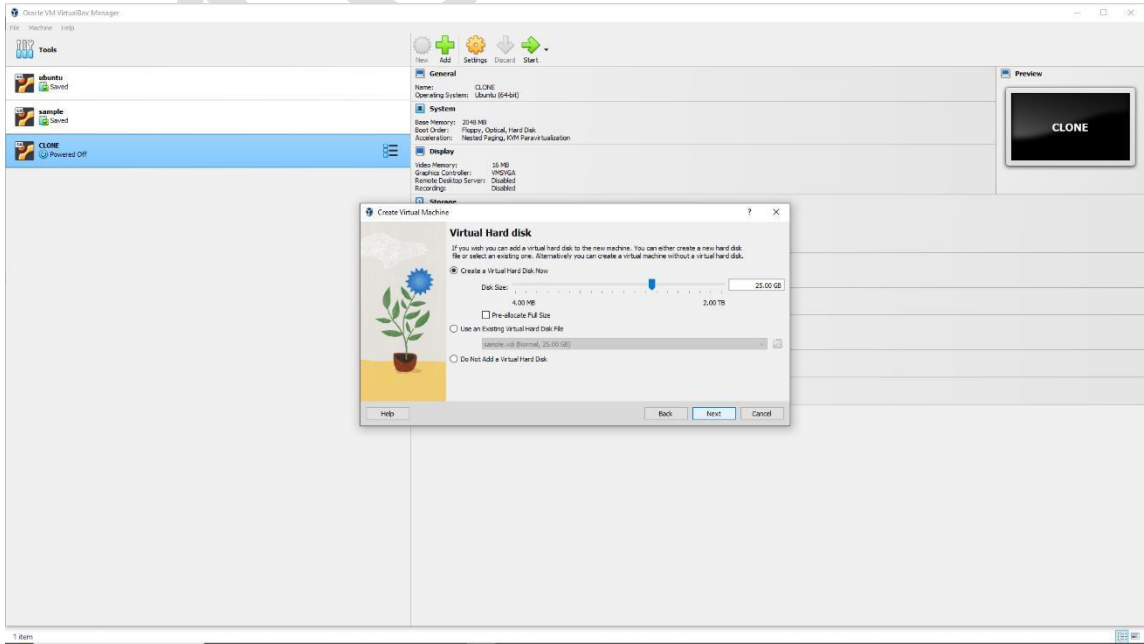 Oracle VM VirtualBox Manager
File Machine Help
Tools
New Add Settings Discard Start
ubuntu
Saved
sample
Saved
CLONE
Powered Off
General
Name: CLONE
Operating System: Ubuntu (64-bit)
System
Base Memory: 2048 MB
Boot Order: Floppy, Optical, Hard Disk
Acceleration: Nested Paging, KVM Paravirtualization
Display
Video Memory: 16 MB
Graphics Controller: VMSVGA
Remote Desktop Server: Disabled
Recording: Disabled
Storage
Preview
CLONE
Create Virtual Machine ? X
Virtual Hard disk
If you wish you can add a virtual hard disk to the new machine. You can either create a new hard disk
file or select an existing one. Alternatively you can create a virtual machine without a virtual hard disk.
Create a Virtual Hard Disk Now
Disk Size: 25.00 GB
4.00 MB 2.00 TB
Pre-allocate Full Size
Use an Existing Virtual Hard Disk File
sample.vdi (Normal, 25.00 GB)
Do Not Add a Virtual Hard Disk
Help Back Next Cancel
1 item